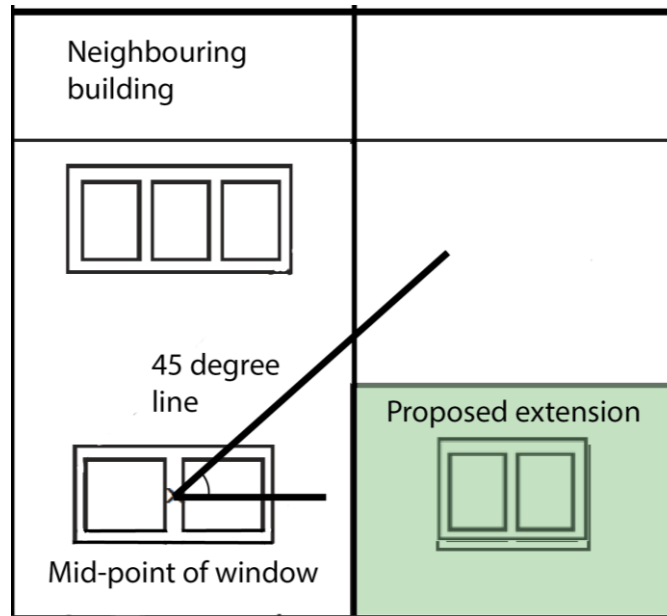 Neighbouring
building
45 degree
line
Proposed extension
Mid-point of window